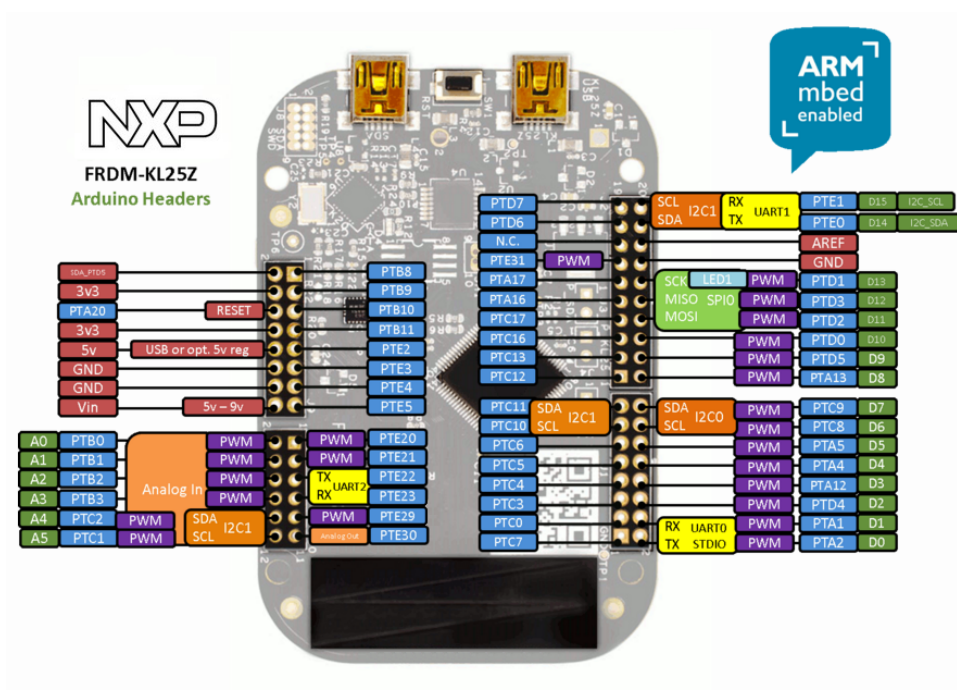 NXP
FRDM-KL25Z
Arduino Headers
ARM
mbed
enabled
PTD7 SCL I2C1 RX UART1 PTE1 D15 I2C_SCL
PTD6 SDA TX PTE0 D14 I2C_SDA
N.C. AREF
PTE31 PWM GND
PTA17 SCK LED1 PWM PTD1 D13
PTA16 MISO SPI0 PWM PTD3 D12
PTC17 MOSI PWM PTD2 D11
PTC16 PWM PTD0 D10
PTC13 PWM PTD5 D9
PTC12 PWM PTA13 D8
SDA_PTD5 PTB8
3v3 PTB9
PTA20 RESET PTB10
3v3 PTB11
5v USB or opt. 5v reg PTE2
GND PTE3
GND PTE4
Vin 5v – 9v PTE5
PTC11 SDA I2C1 SDA I2C0 PWM PTC9 D7
PTC10 SCL SCL PWM PTC8 D6
PTC6 PWM PTA5 D5
PTC5 PWM PTA4 D4
PTC4 PWM PTA12 D3
PTC3 PWM PTD4 D2
PTC0 RX UART0 PWM PTA1 D1
PTC7 TX STDIO PWM PTA2 D0
A0 PTB0 Analog In PWM PWM PTE20
A1 PTB1 PWM PWM PTE21
A2 PTB2 PWM TX UART2 PTE22
A3 PTB3 PWM RX PTE23
A4 PTC2 PWM SDA I2C1 PWM PTE29
A5 PTC1 PWM SCL Analog Out PTE30
RST
SDA
SW1
KL25Z
USB
U4
TP6
TP1